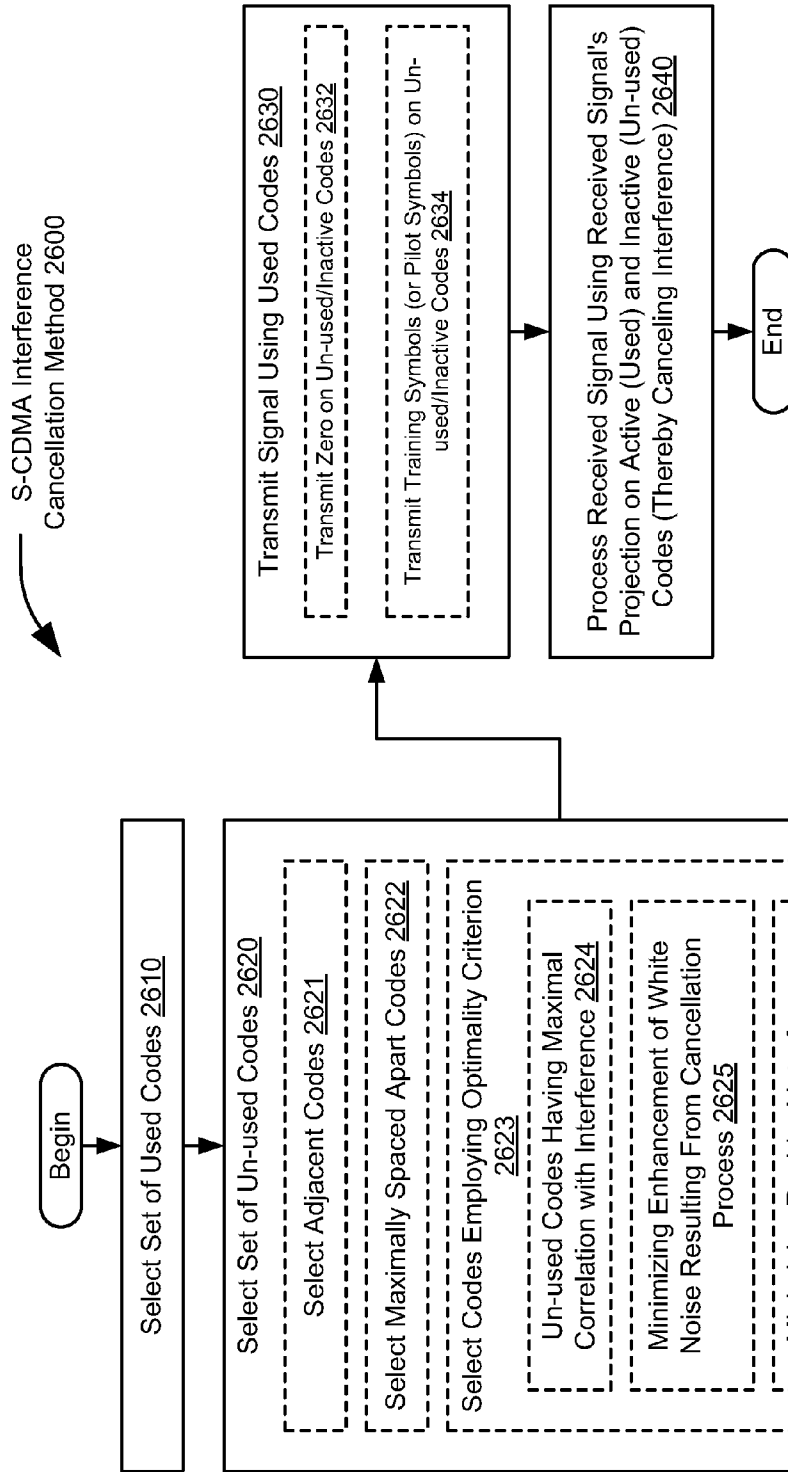 S-CDMA Interference
Cancellation Method 2600
Begin
Select Set of Used Codes 2610
Select Set of Un-used Codes 2620
Select Adjacent Codes 2621
Select Maximally Spaced Apart Codes 2622
Select Codes Employing Optimality Criterion
2623
Un-used Codes Having Maximal
Correlation with Interference 2624
Minimizing Enhancement of White
Noise Resulting From Cancellation
Process 2625
Transmit Signal Using Used Codes 2630
Transmit Zero on Un-used/Inactive Codes 2632
Transmit Training Symbols (or Pilot Symbols) on Un-
used/Inactive Codes 2634
Process Received Signal Using Received Signal's
Projection on Active (Used) and Inactive (Un-used)
Codes (Thereby Canceling Interference) 2640
End